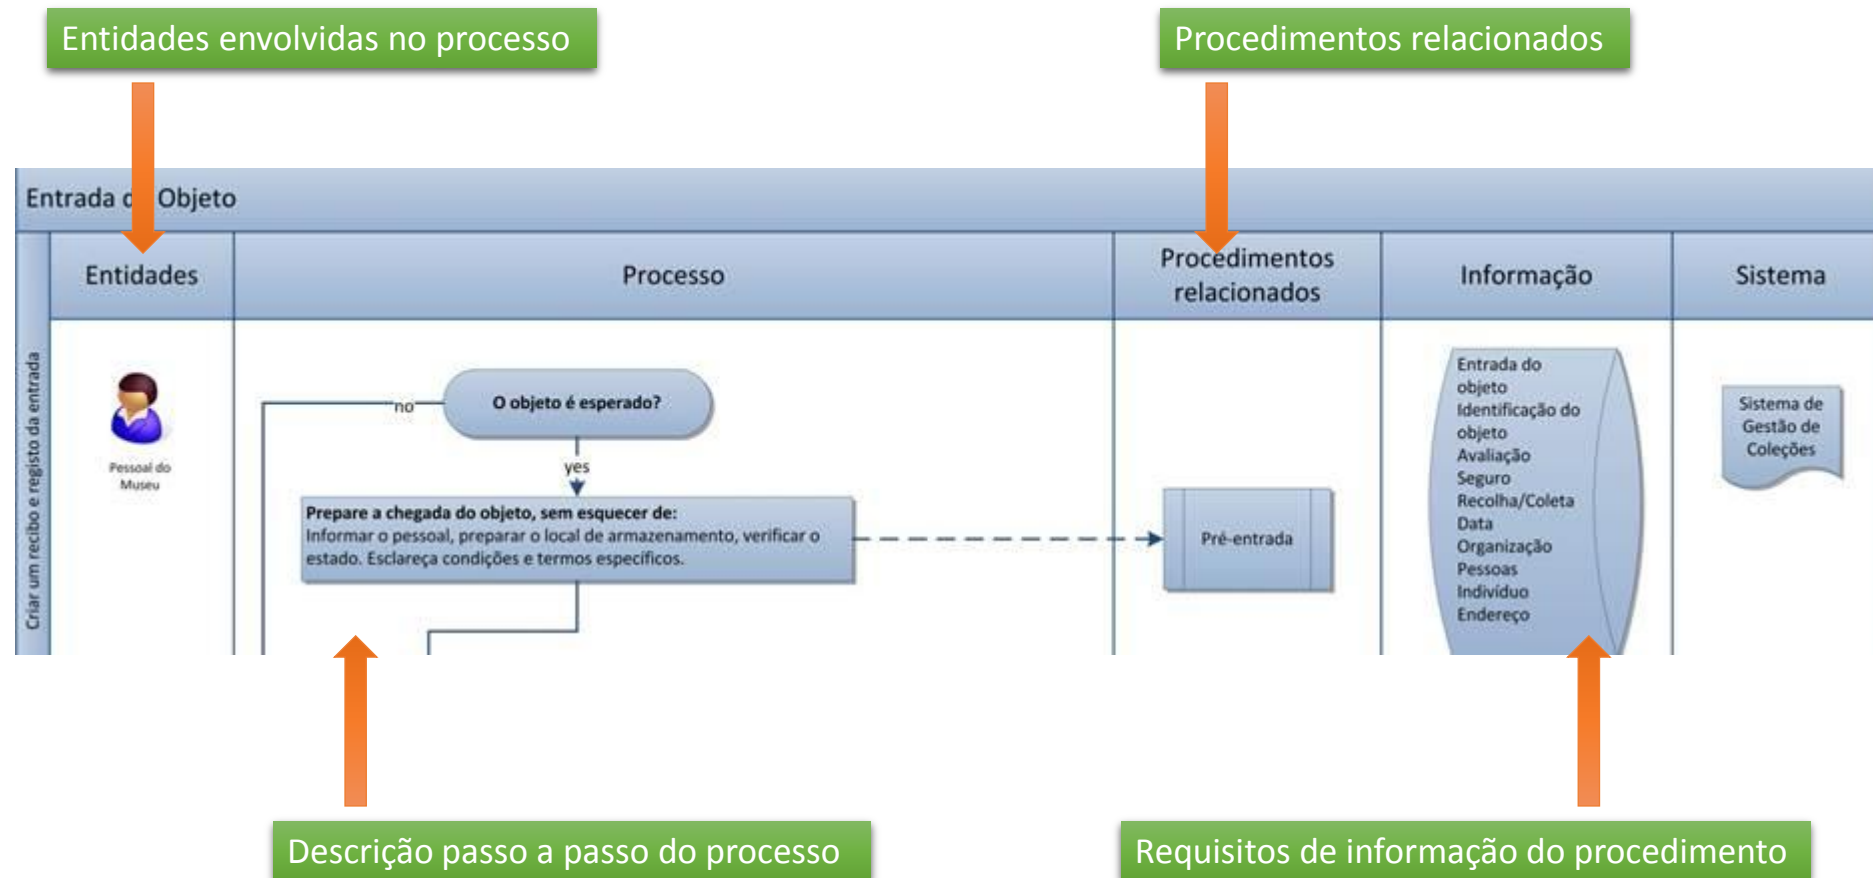 Entidades envolvidas no processo
Procedimentos relacionados
Entrada d Objeto
Entidades
Processo
Procedimentos
relacionados
Informação
Sistema
Criar um recibo e registo da entrada
Pessoal do
Museu
O objeto é esperado?
no
yes
Prepare a chegada do objeto, sem esquecer de:
Informar o pessoal, preparar o local de armazenamento, verificar o
estado. Esclareça condições e termos específicos.
Pré-entrada
Entrada do
objeto
Identificação do
objeto
Avaliação
Seguro
Recolha/Coleta
Data
Organização
Pessoas
Indivíduo
Endereço
Sistema de
Gestão de
Coleções
Descrição passo a passo do processo
Requisitos de informação do procedimento